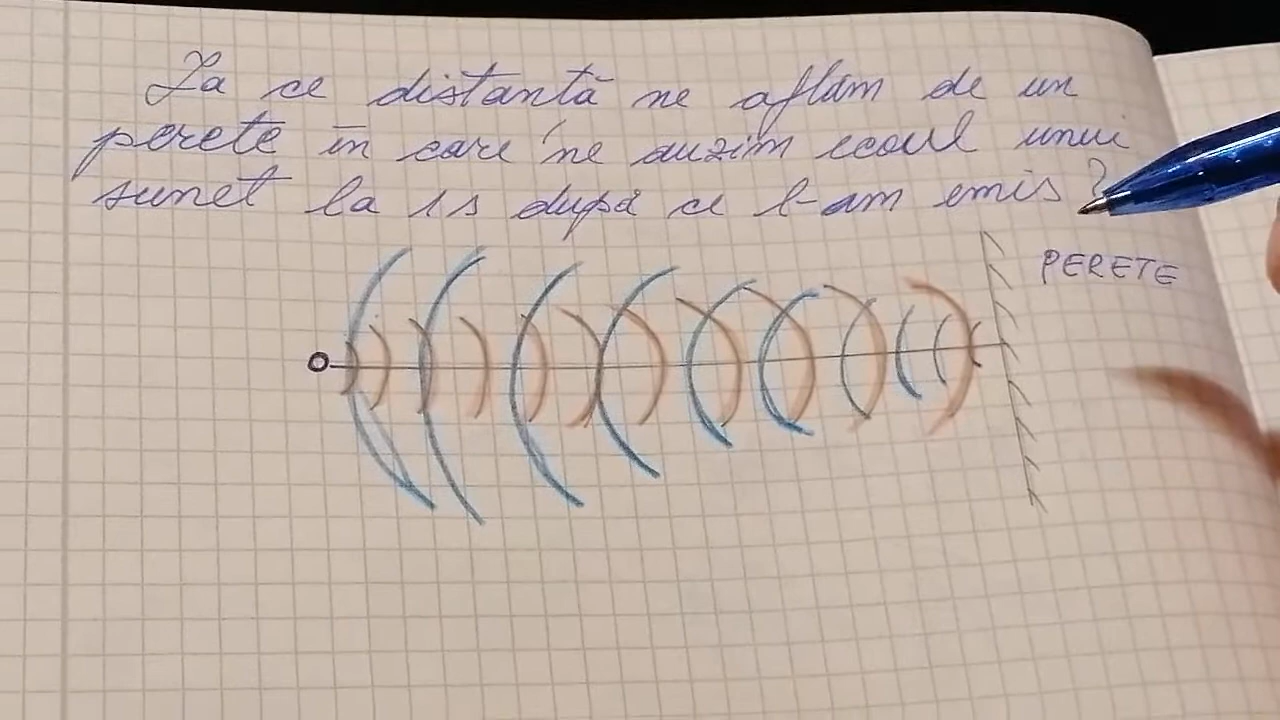 La ce distanță ne aflăm de un
perete în care ne auzim ecoul unui
sunet la 1s după ce l-am emis?
PERETE